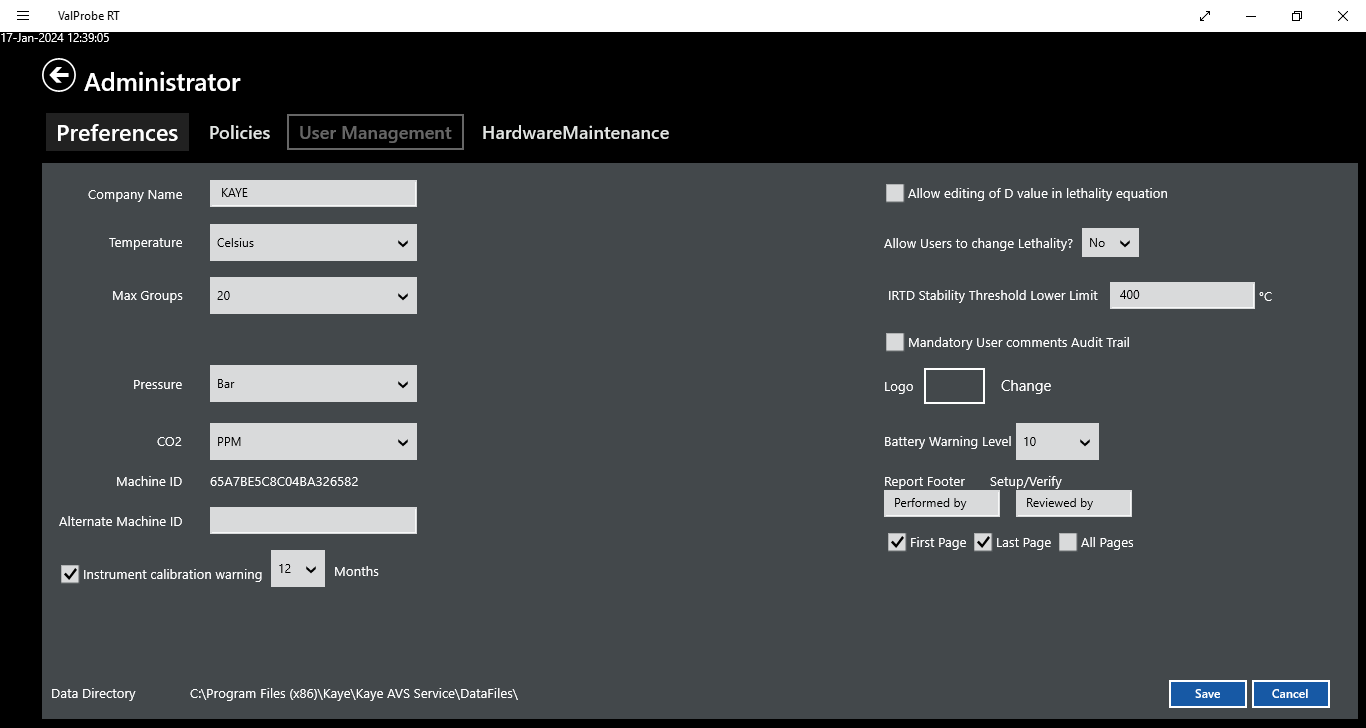 ValProbe RT
17-Jan-2024 12:39:05
Administrator
Preferences Policies User Management HardwareMaintenance
Company Name KAYE
Temperature Celsius
Max Groups 20
Pressure Bar
CO2 PPM
Machine ID 65A7BE5C8C04BA326582
Alternate Machine ID
Instrument calibration warning 12 Months
Allow editing of D value in lethality equation
Allow Users to change Lethality? No
IRTD Stability Threshold Lower Limit 400 °C
Mandatory User comments Audit Trail
Logo Change
Battery Warning Level 10
Report Footer Setup/Verify
Performed by Reviewed by
First Page Last Page All Pages
Data Directory C:\Program Files (x86)\Kaye\Kaye AVS Service\DataFiles\
Save Cancel